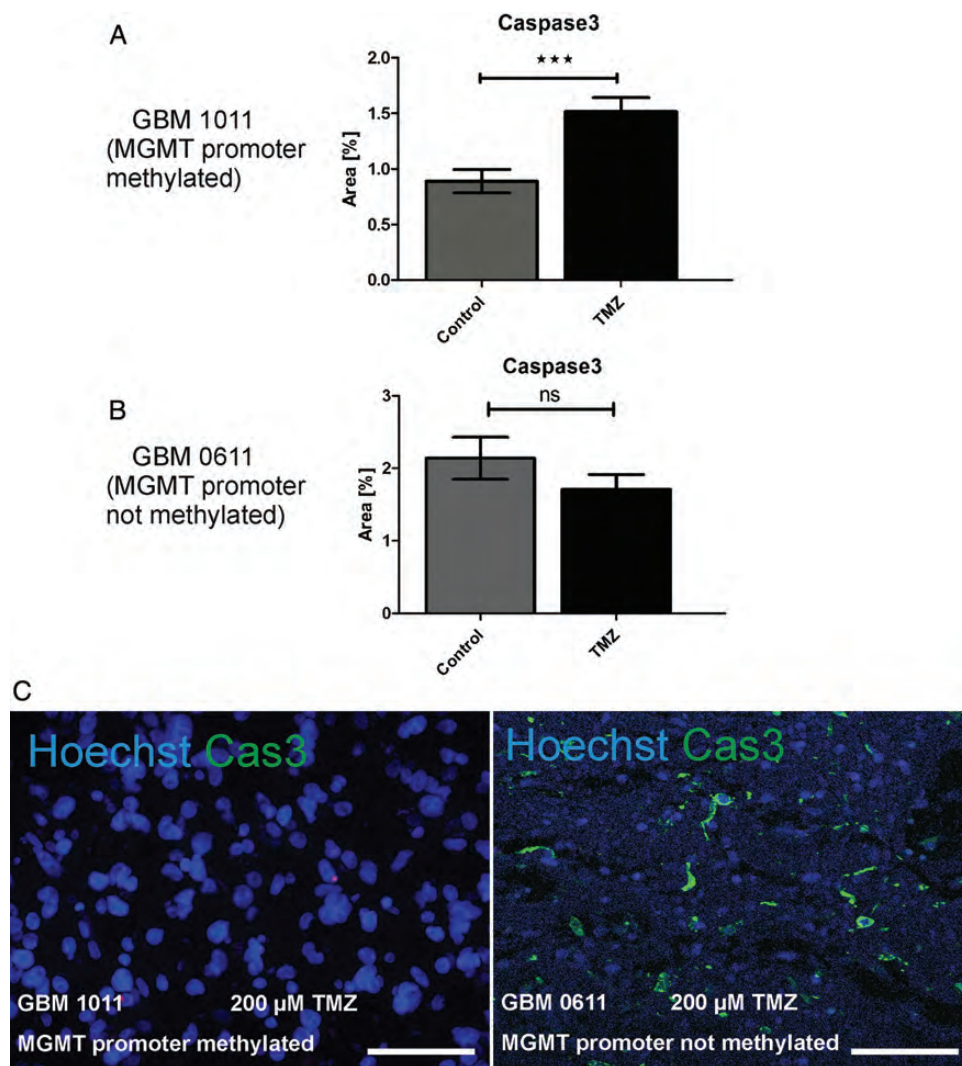 A
Caspase3
GBM 1011
(MGMT promoter
methylated)
Area [%]
2.0
1.5
1.0
0.5
0.0
★★★
Control
TMZ
B
Caspase3
GBM 0611
(MGMT promoter
not methylated)
Area [%]
3
2
1
0
ns
Control
TMZ
C
Hoechst Cas3
GBM 1011 200 µM TMZ
MGMT promoter methylated
Hoechst Cas3
GBM 0611 200 µM TMZ
MGMT promoter not methylated